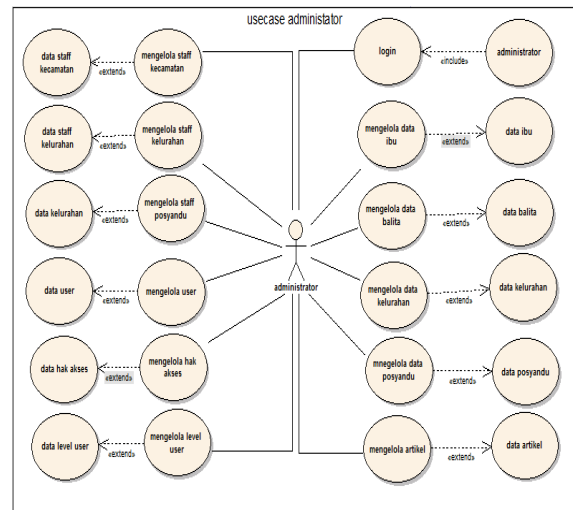 usecase administator
data staff
kecamatan
«extend»
mengelola staff
kecamatan
login
«include»
administrator
data staff
kelurahan
«extend»
mengelola staff
kelurahan
mengelola data
ibu
«extend»
data ibu
data kelurahan
«extend»
mengelola staff
posyandu
mengelola data
balita
«extend»
data balita
administrator
data user
«extend»
mengelola user
mengelola data
kelurahan
«extend»
data kelurahan
data hak akses
«extend»
mengelola hak
akses
mnegelola data
posyandu
«extend»
data posyandu
data level user
«extend»
mengelola level
user
mengelola artikel
«extend»
data artikel